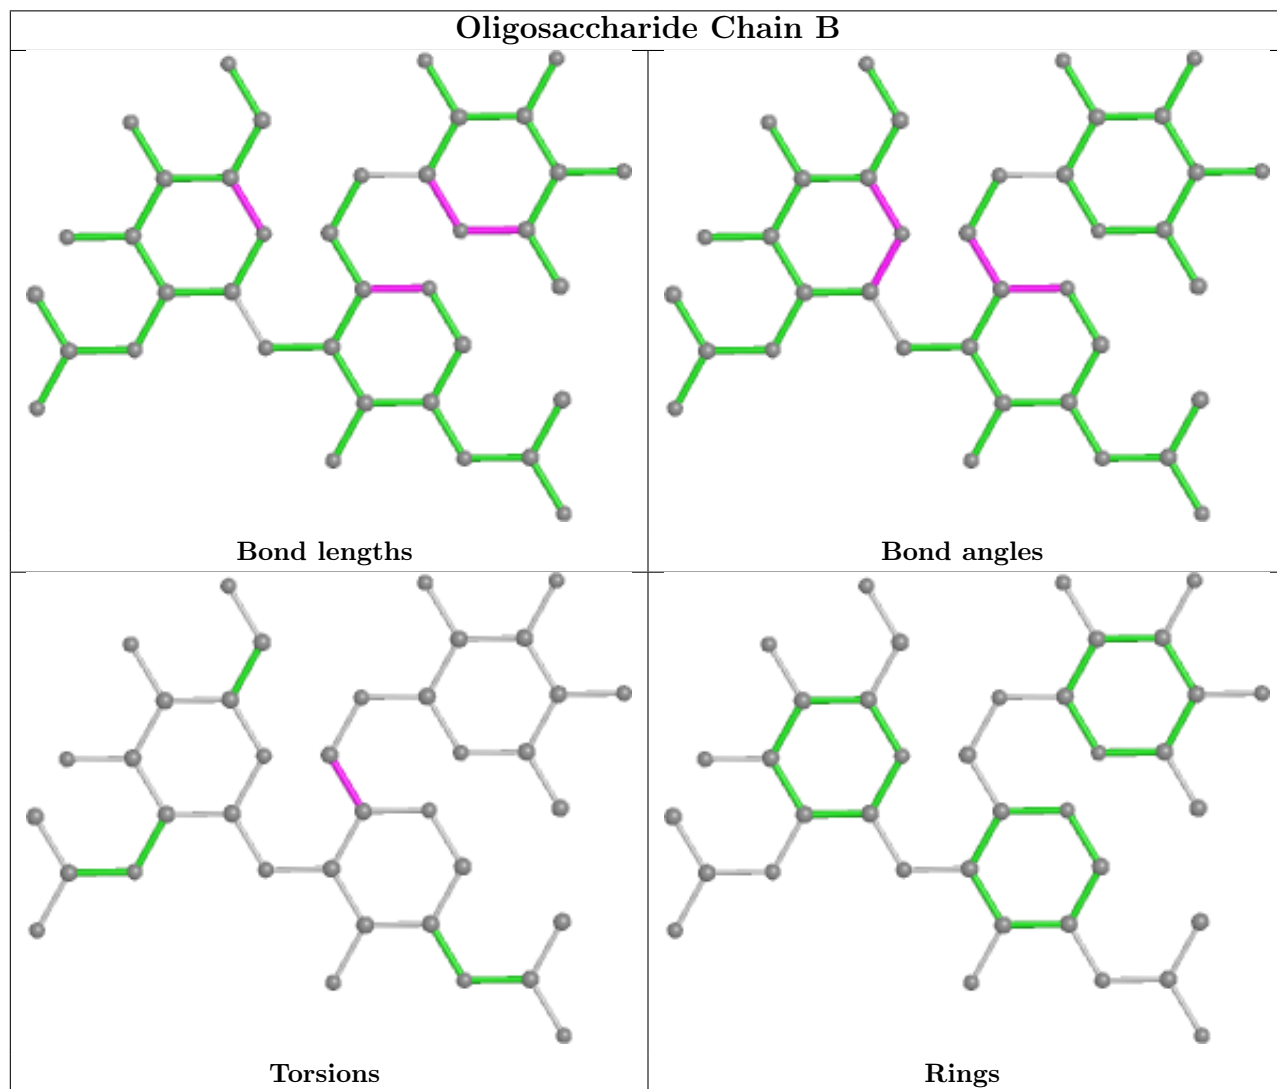 Oligosaccharide Chain B
Bond lengths
Bond angles
Torsions
Rings